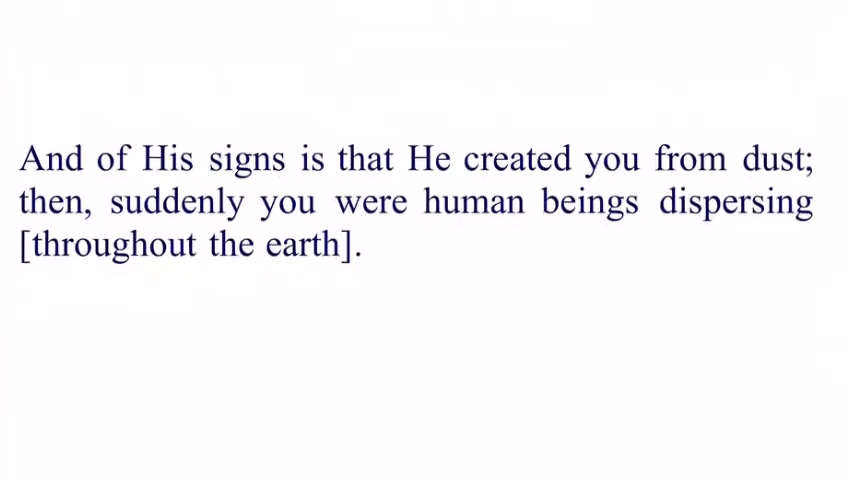 And of His signs is that He created you from dust;
then, suddenly you were human beings dispersing
[throughout the earth].